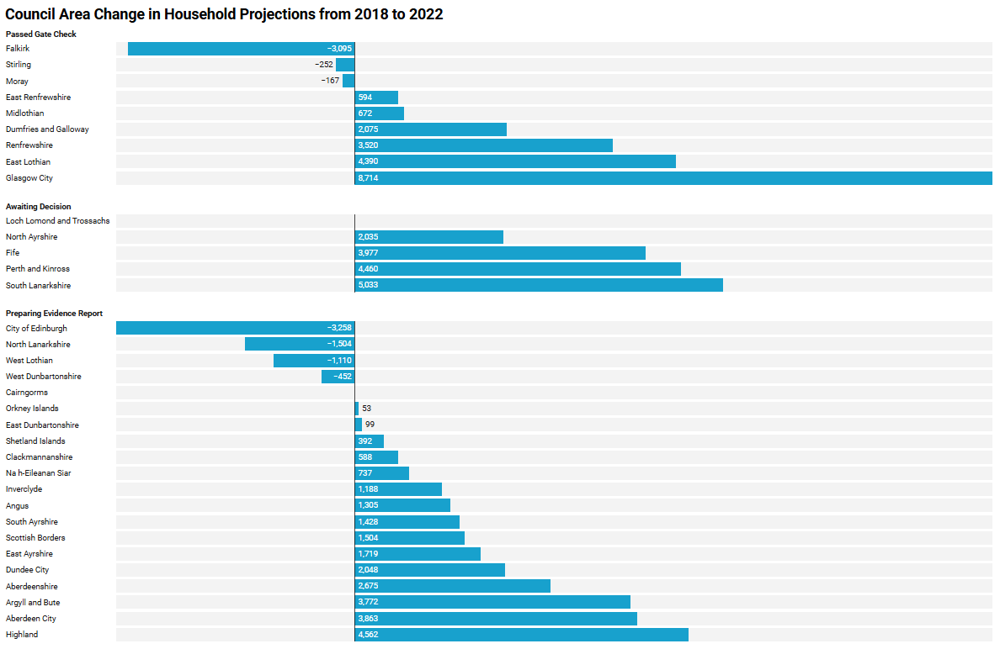 Council Area Change in Household Projections from 2018 to 2022
Passed Gate Check
Falkirk −3,095
Stirling −252
Moray −167
East Renfrewshire 594
Midlothian 672
Dumfries and Galloway 2,075
Renfrewshire 3,520
East Lothian 4,390
Glasgow City 8,714
Awaiting Decision
Loch Lomond and Trossachs
North Ayrshire 2,035
Fife 3,977
Perth and Kinross 4,460
South Lanarkshire 5,033
Preparing Evidence Report
City of Edinburgh −3,258
North Lanarkshire −1,504
West Lothian −1,110
West Dunbartonshire −452
Cairngorms
Orkney Islands 53
East Dunbartonshire 99
Shetland Islands 392
Clackmannanshire 588
Na h-Eileanan Siar 737
Inverclyde 1,188
Angus 1,305
South Ayrshire 1,428
Scottish Borders 1,504
East Ayrshire 1,719
Dundee City 2,048
Aberdeenshire 2,675
Argyll and Bute 3,772
Aberdeen City 3,863
Highland 4,562